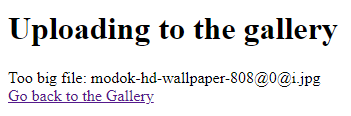 Uploading to the gallery
Too big file: modok-hd-wallpaper-808@0@i.jpg
Go back to the Gallery